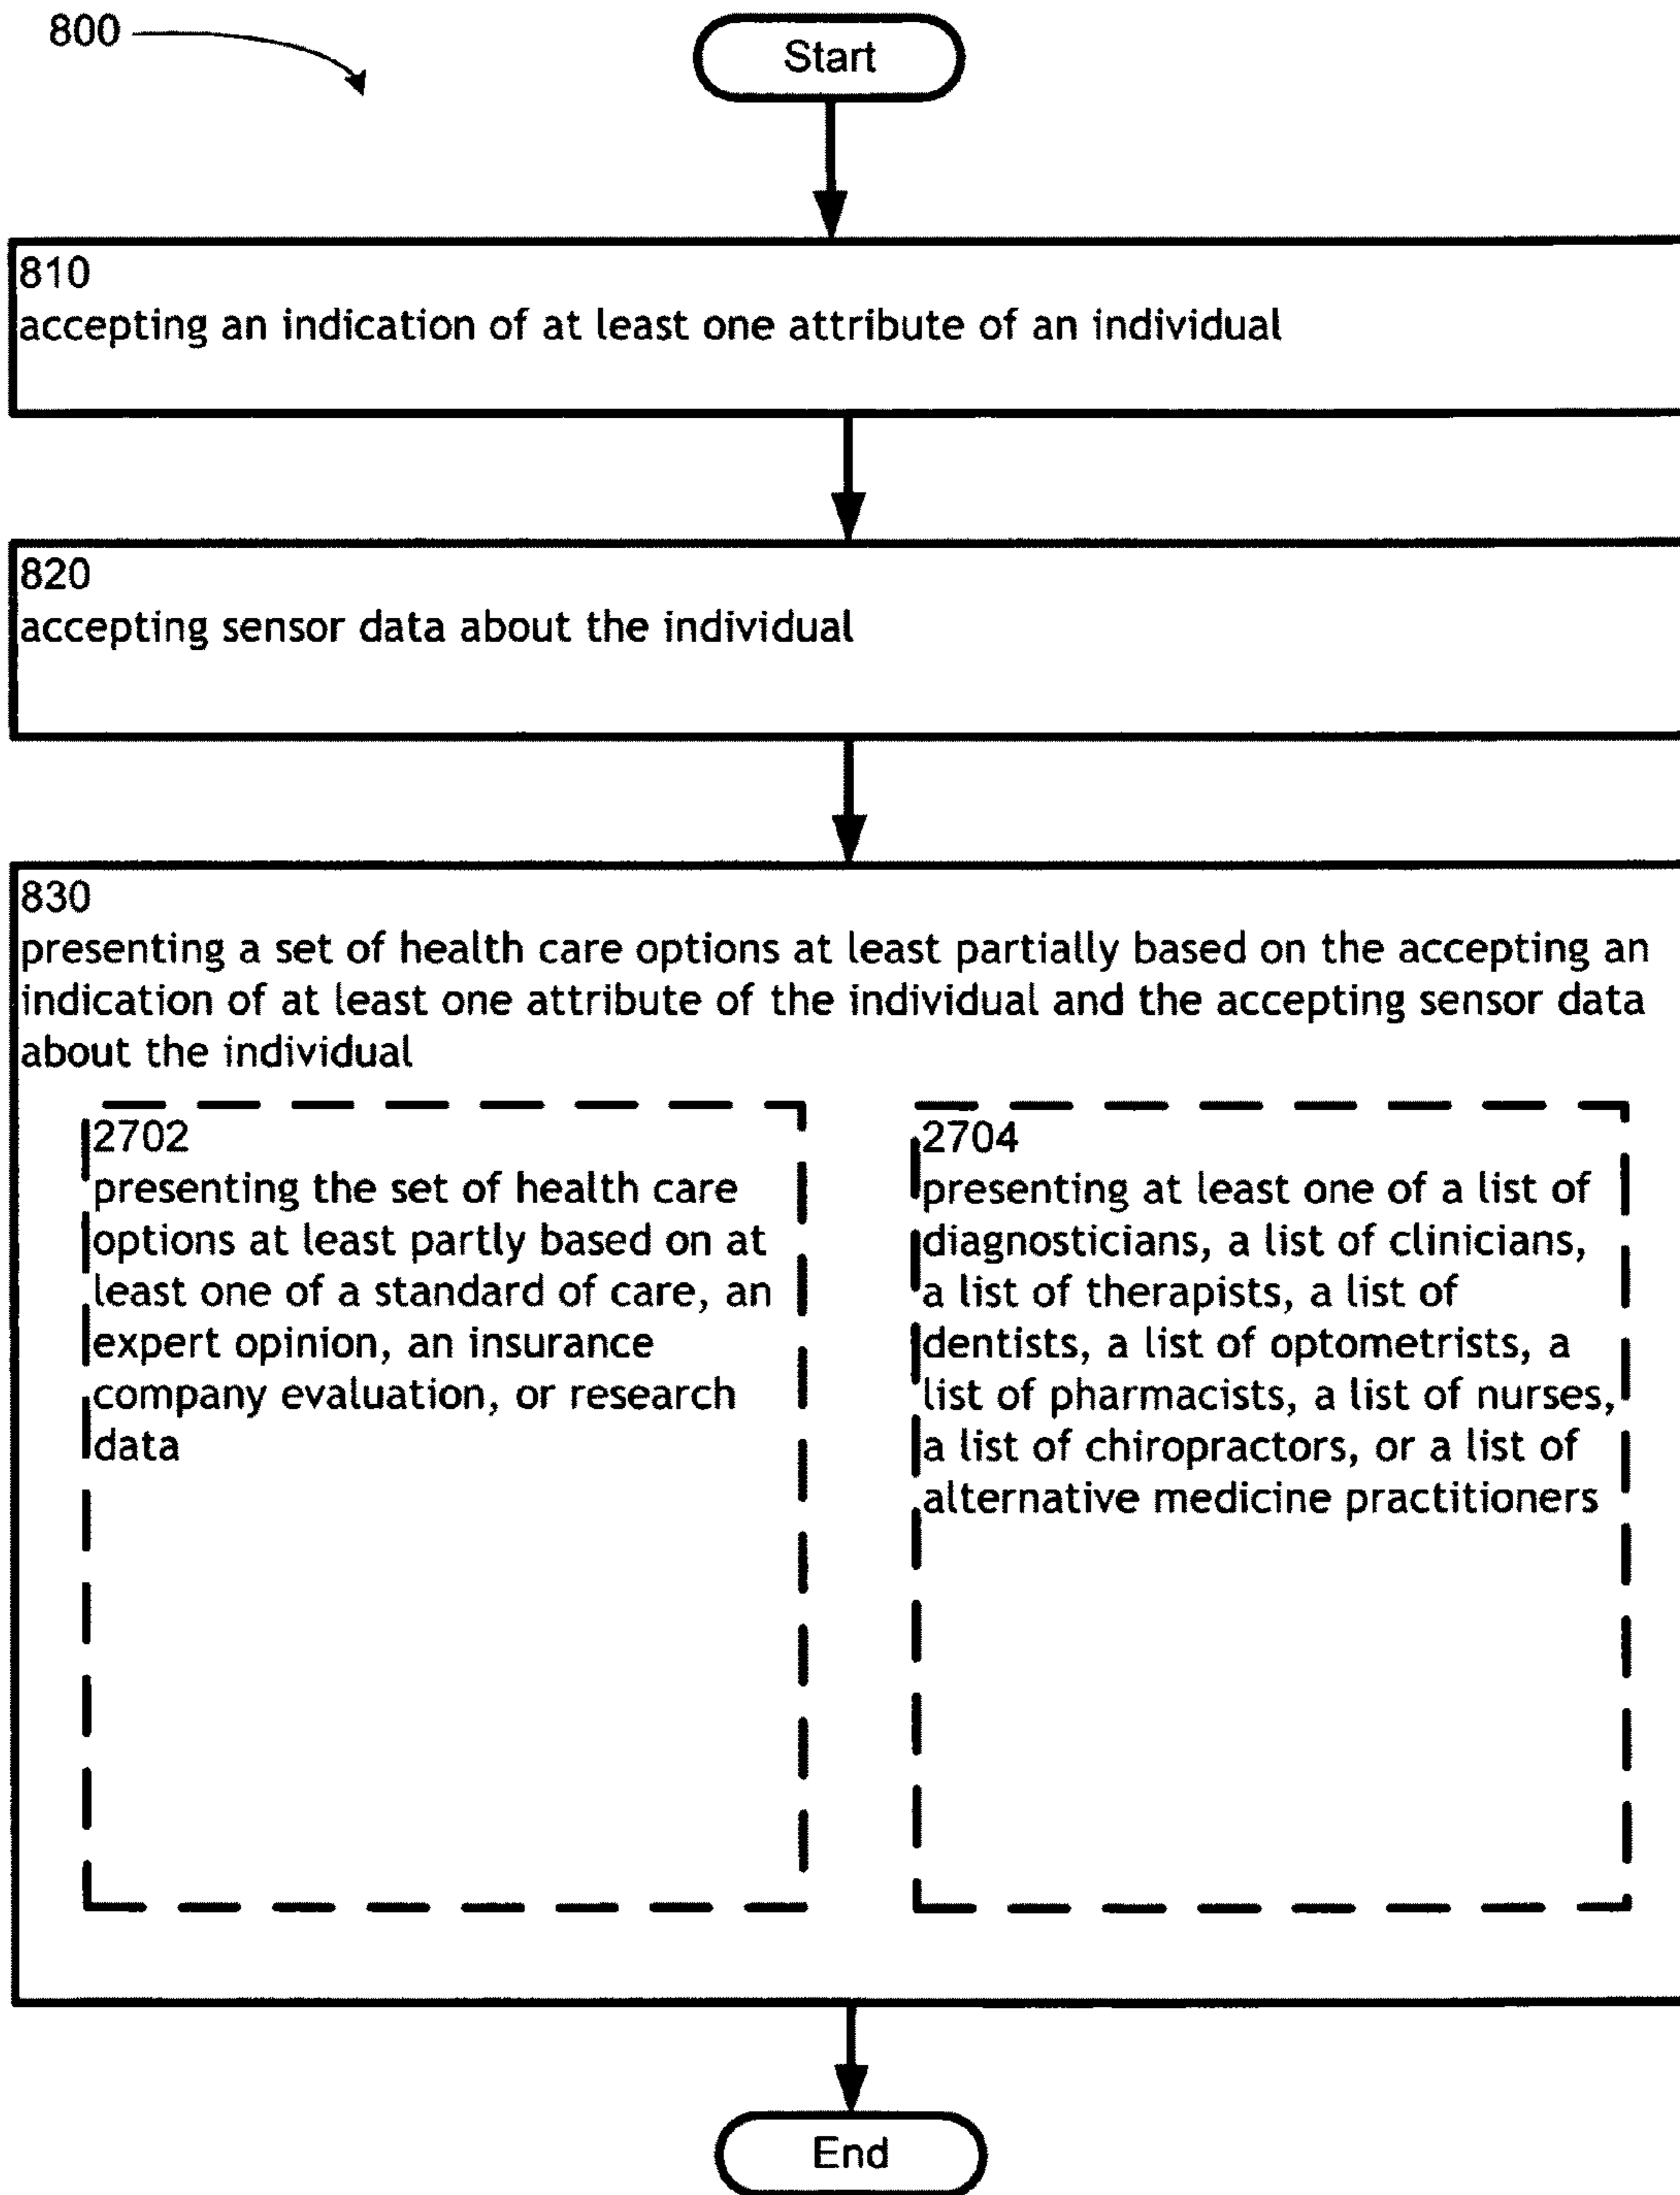 800
Start
810
accepting an indication of at least one attribute of an individual
820
accepting sensor data about the individual
830
presenting a set of health care options at least partially based on the accepting an
indication of at least one attribute of the individual and the accepting sensor data
about the individual
2702
presenting the set of health care
options at least partly based on at
least one of a standard of care, an
expert opinion, an insurance
company evaluation, or research
data
2704
presenting at least one of a list of
diagnosticians, a list of clinicians,
a list of therapists, a list of
dentists, a list of optometrists, a
list of pharmacists, a list of nurses,
a list of chiropractors, or a list of
alternative medicine practitioners
End